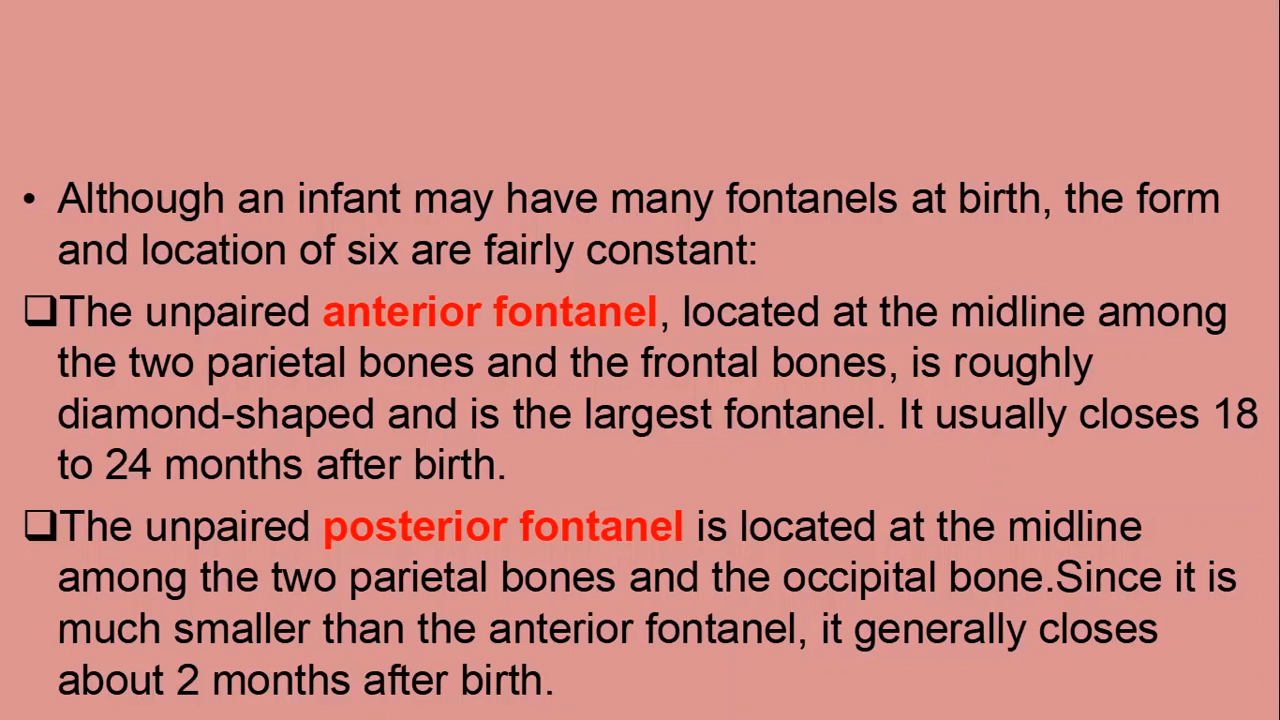 • Although an infant may have many fontanels at birth, the form
and location of six are fairly constant:
❑The unpaired anterior fontanel, located at the midline among
the two parietal bones and the frontal bones, is roughly
diamond-shaped and is the largest fontanel. It usually closes 18
to 24 months after birth.
❑The unpaired posterior fontanel is located at the midline
among the two parietal bones and the occipital bone.Since it is
much smaller than the anterior fontanel, it generally closes
about 2 months after birth.